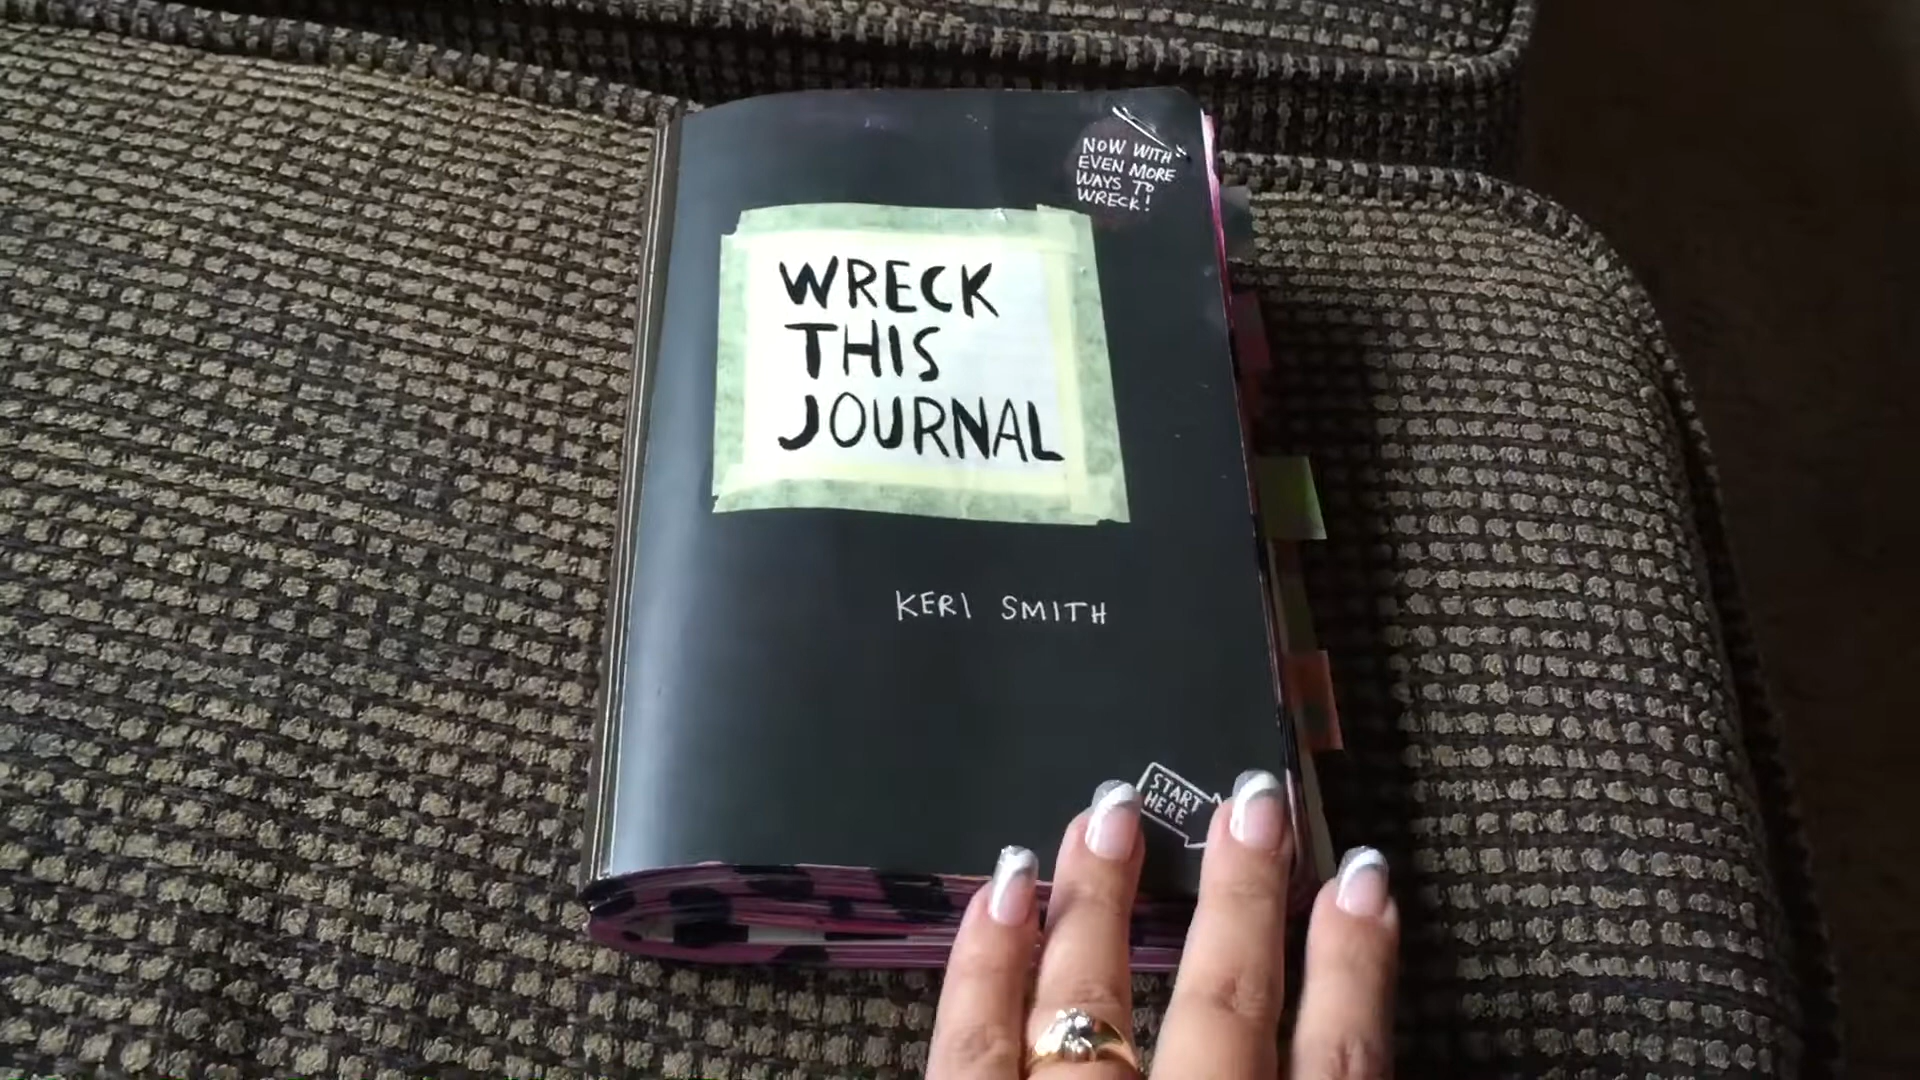 NOW WITH
EVEN MORE
WAYS TO
WRECK!
WRECK
THIS
JOURNAL
KERI SMITH
START
HERE